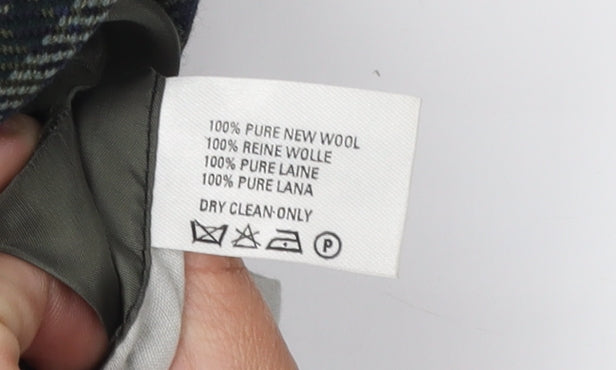 100% PURE NEW WOOL
100% REINE WOLLE
100% PURE LAINE
100% PURE LANA
DRY CLEAN·ONLY
P